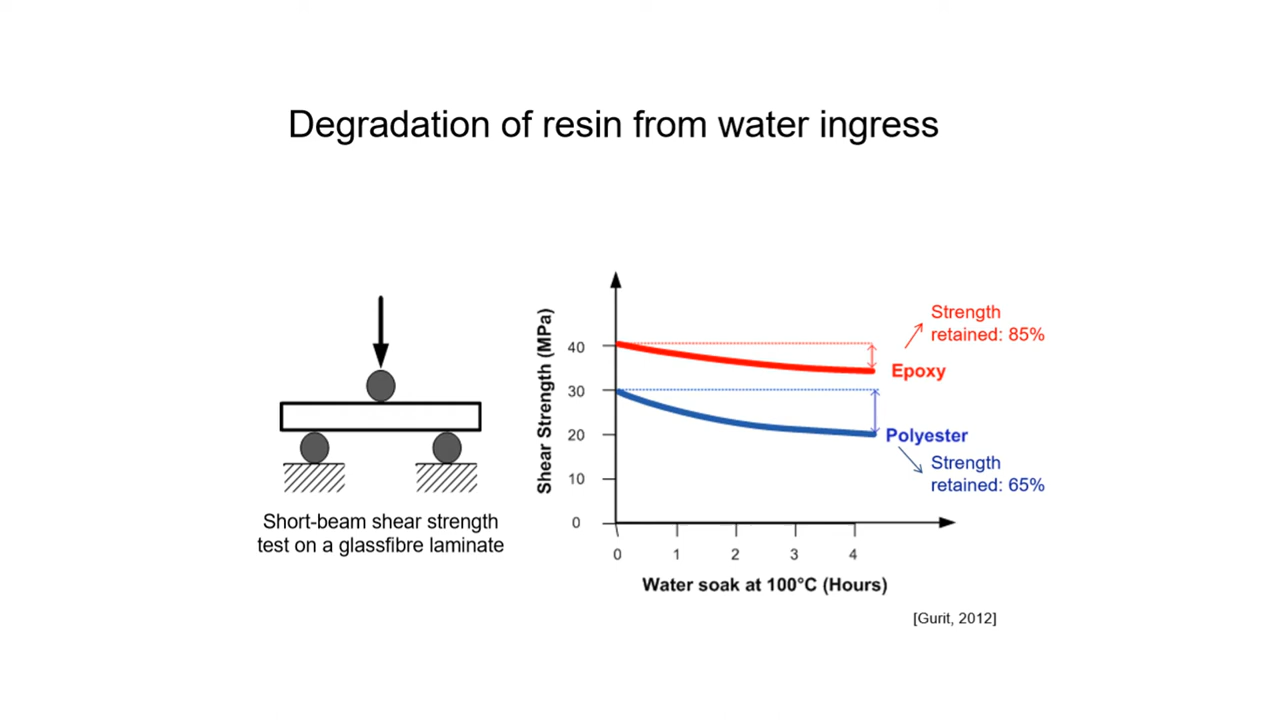 Degradation of resin from water ingress
Short-beam shear strength
test on a glassfibre laminate
Shear Strength (MPa)
40
30
20
10
0
0 1 2 3 4
Water soak at 100°C (Hours)
Strength
retained: 85%
Epoxy
Polyester
Strength
retained: 65%
[Gurit, 2012]